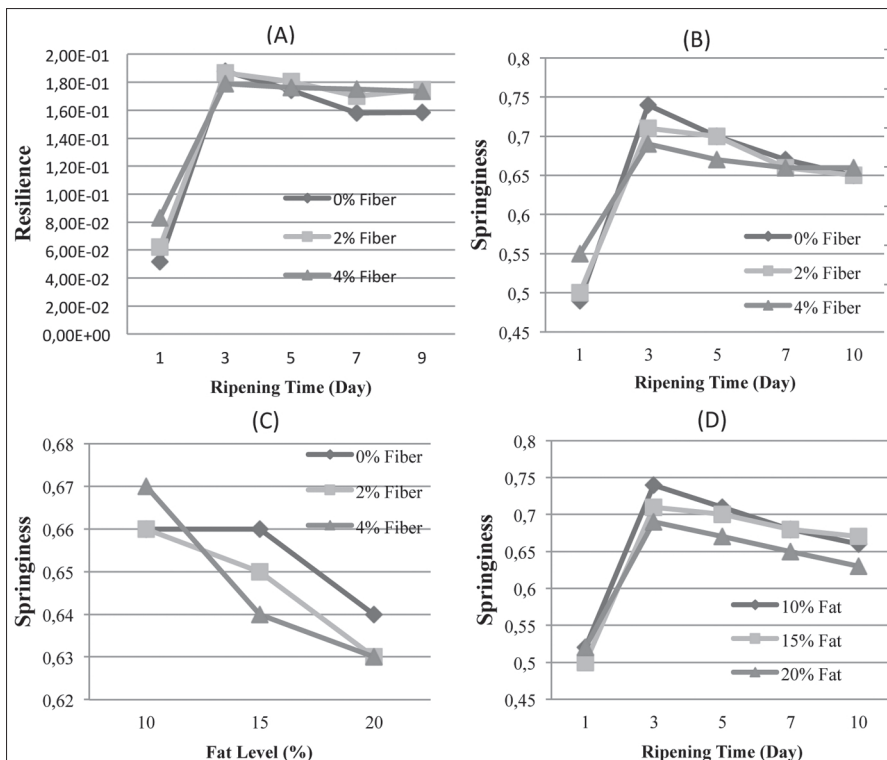 (A)
Resilience
2,00E-01
1,80E-01
1,60E-01
1,40E-01
1,20E-01
1,00E-01
8,00E-02
6,00E-02
4,00E-02
2,00E-02
0,00E+00
0% Fiber
2% Fiber
4% Fiber
1 3 5 7 9
Ripening Time (Day)
(B)
Springiness
0,8
0,75
0,7
0,65
0,6
0,55
0,5
0,45
0% Fiber
2% Fiber
4% Fiber
1 3 5 7 10
Ripening Time (Day)
(C)
Springiness
0,68
0,67
0,66
0,65
0,64
0,63
0,62
0% Fiber
2% Fiber
4% Fiber
10 15 20
Fat Level (%)
(D)
Springiness
0,8
0,75
0,7
0,65
0,6
0,55
0,5
0,45
10% Fat
15% Fat
20% Fat
1 3 5 7 10
Ripening Time (Day)